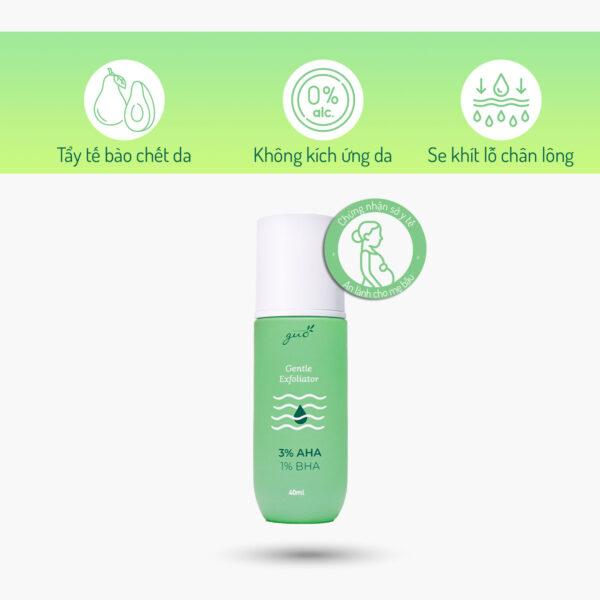 0%
alc.
Tẩy tế bào chết da
Không kích ứng da
Se khít lỗ chân lông
Chứng nhận sở y tế
An lành cho mẹ bầu
guo
Gentle
Exfoliator
3% AHA
1% BHA
40ml